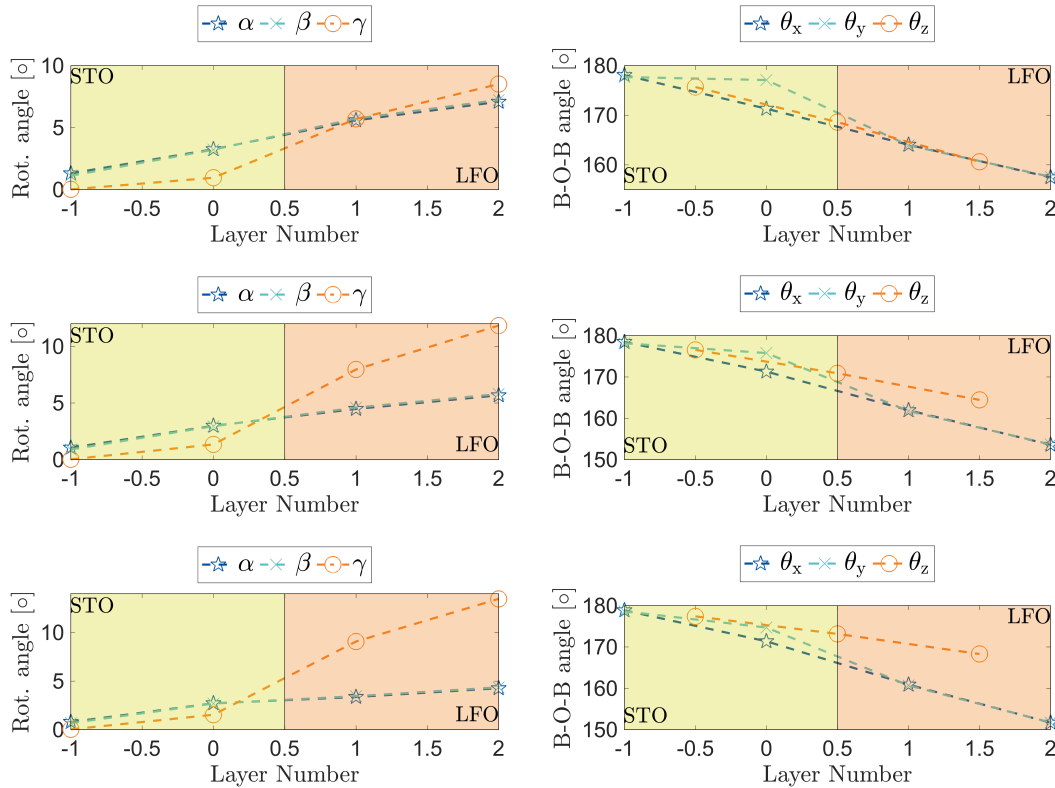 α β γ
θx θy θz
Rot. angle [∘]
10
5
0
STO
LFO
-1 -0.5 0 0.5 1 1.5 2
Layer Number
B-O-B angle [∘]
180
170
160
LFO
STO
-1 -0.5 0 0.5 1 1.5 2
Layer Number
α β γ
θx θy θz
Rot. angle [∘]
10
5
0
STO
LFO
-1 -0.5 0 0.5 1 1.5 2
Layer Number
B-O-B angle [∘]
180
170
160
150
LFO
STO
-1 -0.5 0 0.5 1 1.5 2
Layer Number
α β γ
θx θy θz
Rot. angle [∘]
10
5
0
STO
LFO
-1 -0.5 0 0.5 1 1.5 2
Layer Number
B-O-B angle [∘]
180
170
160
150
LFO
STO
-1 -0.5 0 0.5 1 1.5 2
Layer Number